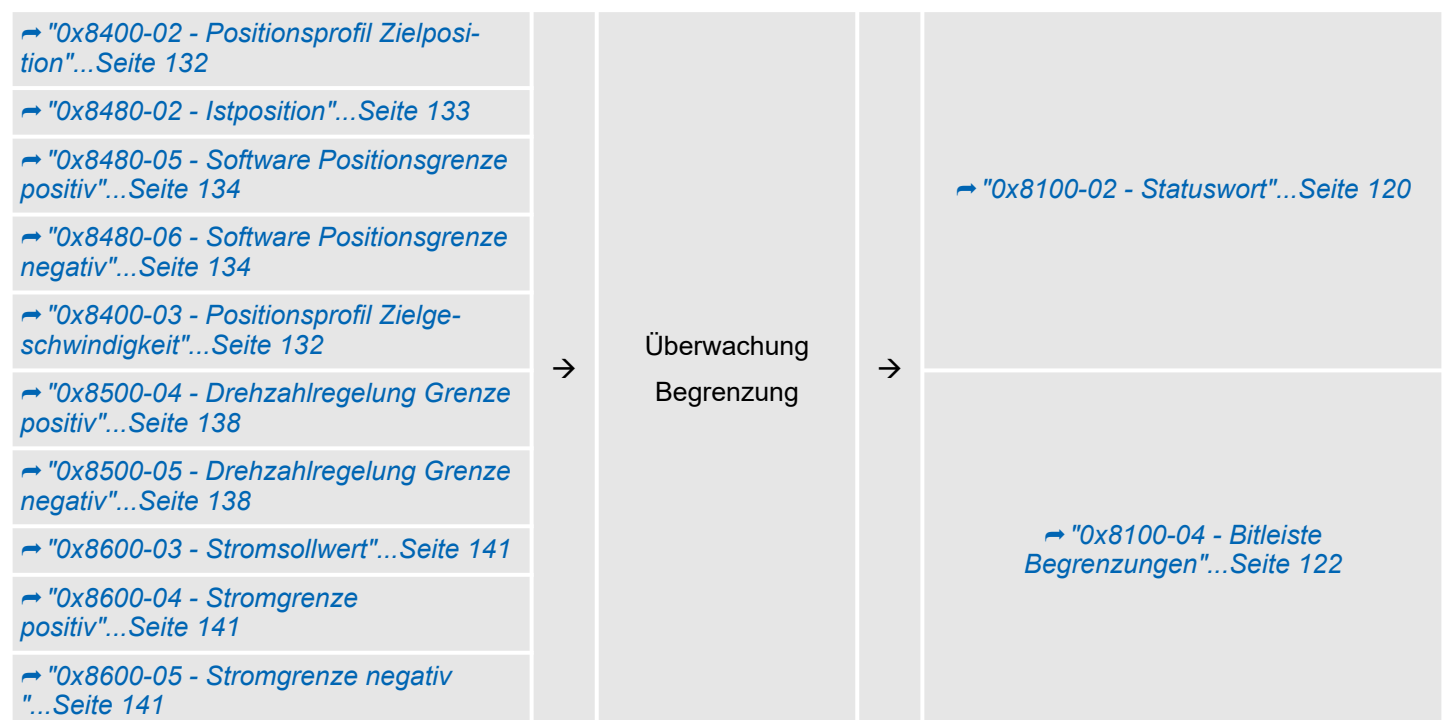 ➦ "0x8400-02 - Positionsprofil Zielposi-
tion"...Seite 132
➦ "0x8480-02 - Istposition"...Seite 133
➦ "0x8480-05 - Software Positionsgrenze
positiv"...Seite 134
➦ "0x8480-06 - Software Positionsgrenze
negativ"...Seite 134
➦ "0x8400-03 - Positionsprofil Zielge-
schwindigkeit"...Seite 132
➦ "0x8500-04 - Drehzahlregelung Grenze
positiv"...Seite 138
➦ "0x8500-05 - Drehzahlregelung Grenze
negativ"...Seite 138
➦ "0x8600-03 - Stromsollwert"...Seite 141
➦ "0x8600-04 - Stromgrenze
positiv"...Seite 141
➦ "0x8600-05 - Stromgrenze negativ
"...Seite 141
→
Überwachung
Begrenzung
→
➦ "0x8100-02 - Statuswort"...Seite 120
➦ "0x8100-04 - Bitleiste
Begrenzungen"...Seite 122